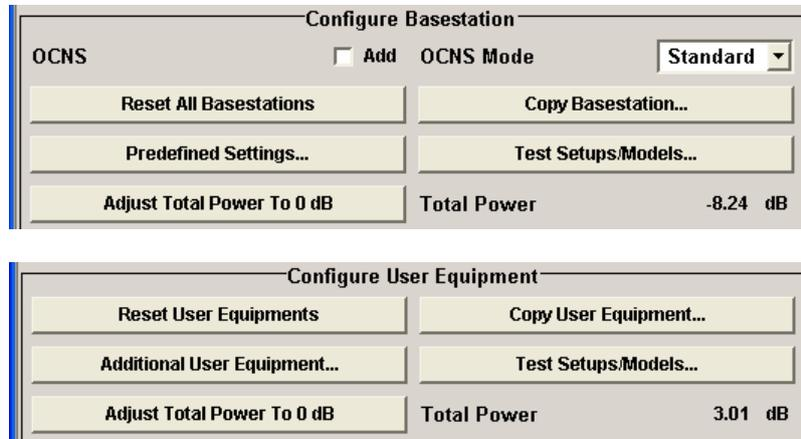 Configure Basestation
OCNS Add OCNS Mode Standard
Reset All Basestations Copy Basestation...
Predefined Settings... Test Setups/Models...
Adjust Total Power To 0 dB Total Power -8.24 dB
Configure User Equipment
Reset User Equipments Copy User Equipment...
Additional User Equipment... Test Setups/Models...
Adjust Total Power To 0 dB Total Power 3.01 dB